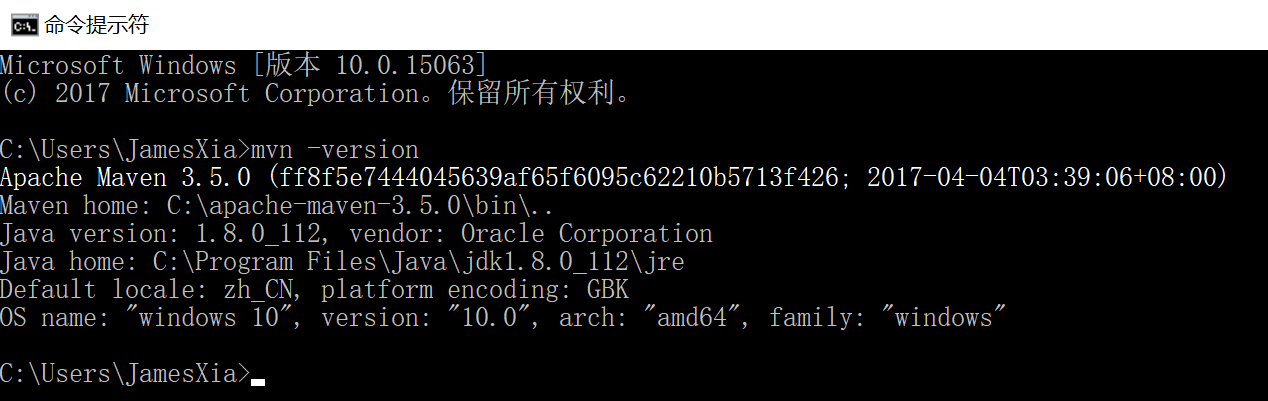 命令提示符
Microsoft Windows [版本 10.0.15063]
(c) 2017 Microsoft Corporation。保留所有权利。
C:\Users\JamesXia>mvn -version
Apache Maven 3.5.0 (ff8f5e7444045639af65f6095c62210b5713f426; 2017-04-04T03:39:06+08:00)
Maven home: C:\apache-maven-3.5.0\bin\..
Java version: 1.8.0_112, vendor: Oracle Corporation
Java home: C:\Program Files\Java\jdk1.8.0_112\jre
Default locale: zh_CN, platform encoding: GBK
OS name: "windows 10", version: "10.0", arch: "amd64", family: "windows"
C:\Users\JamesXia>